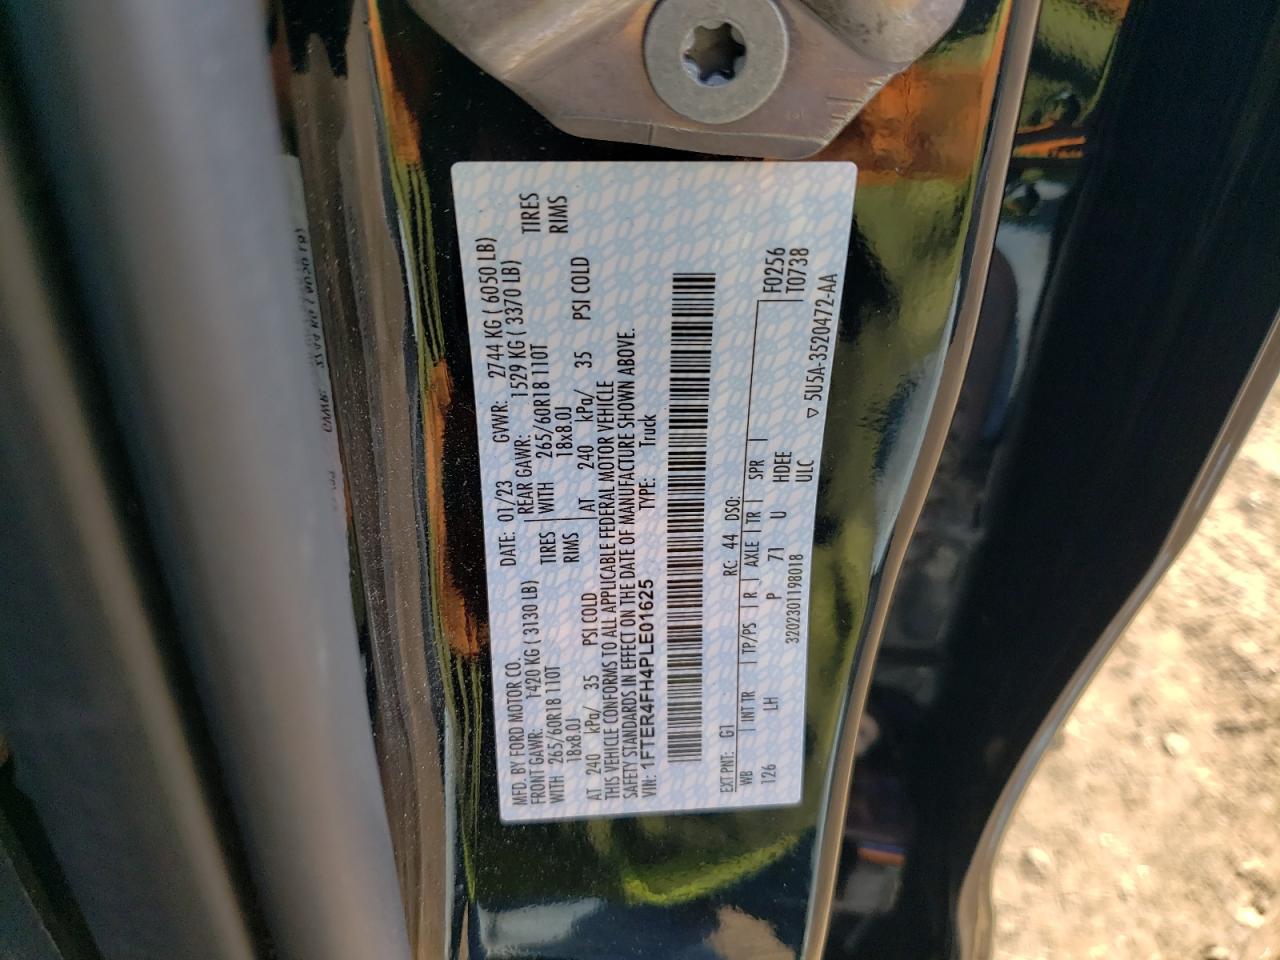 MFD. BY FORD MOTOR CO. DATE: 01/23 GVWR: 2744 KG ( 6050 LB)
FRONT GAWR: 1420 KG ( 3130 LB) REAR GAWR: 1529 KG ( 3370 LB)
WITH 265/60R18 110T TIRES WITH 265/60R18 110T TIRES
18x8.0J RIMS 18x8.0J RIMS
AT 240 kPa/ 35 PSI COLD AT 240 kPa/ 35 PSI COLD
THIS VEHICLE CONFORMS TO ALL APPLICABLE FEDERAL MOTOR VEHICLE
SAFETY STANDARDS IN EFFECT ON THE DATE OF MANUFACTURE SHOWN ABOVE.
VIN: 1FTER4FH4PLE01625 TYPE: Truck
EXT PNT: G1 RC: 44 DSO:
WB INT TR TP/PS R AXLE TR SPR F0256
126 LH P 71 U HDEE T0738
3202301198018 ULC
▽ 5U5A-3520472-AA